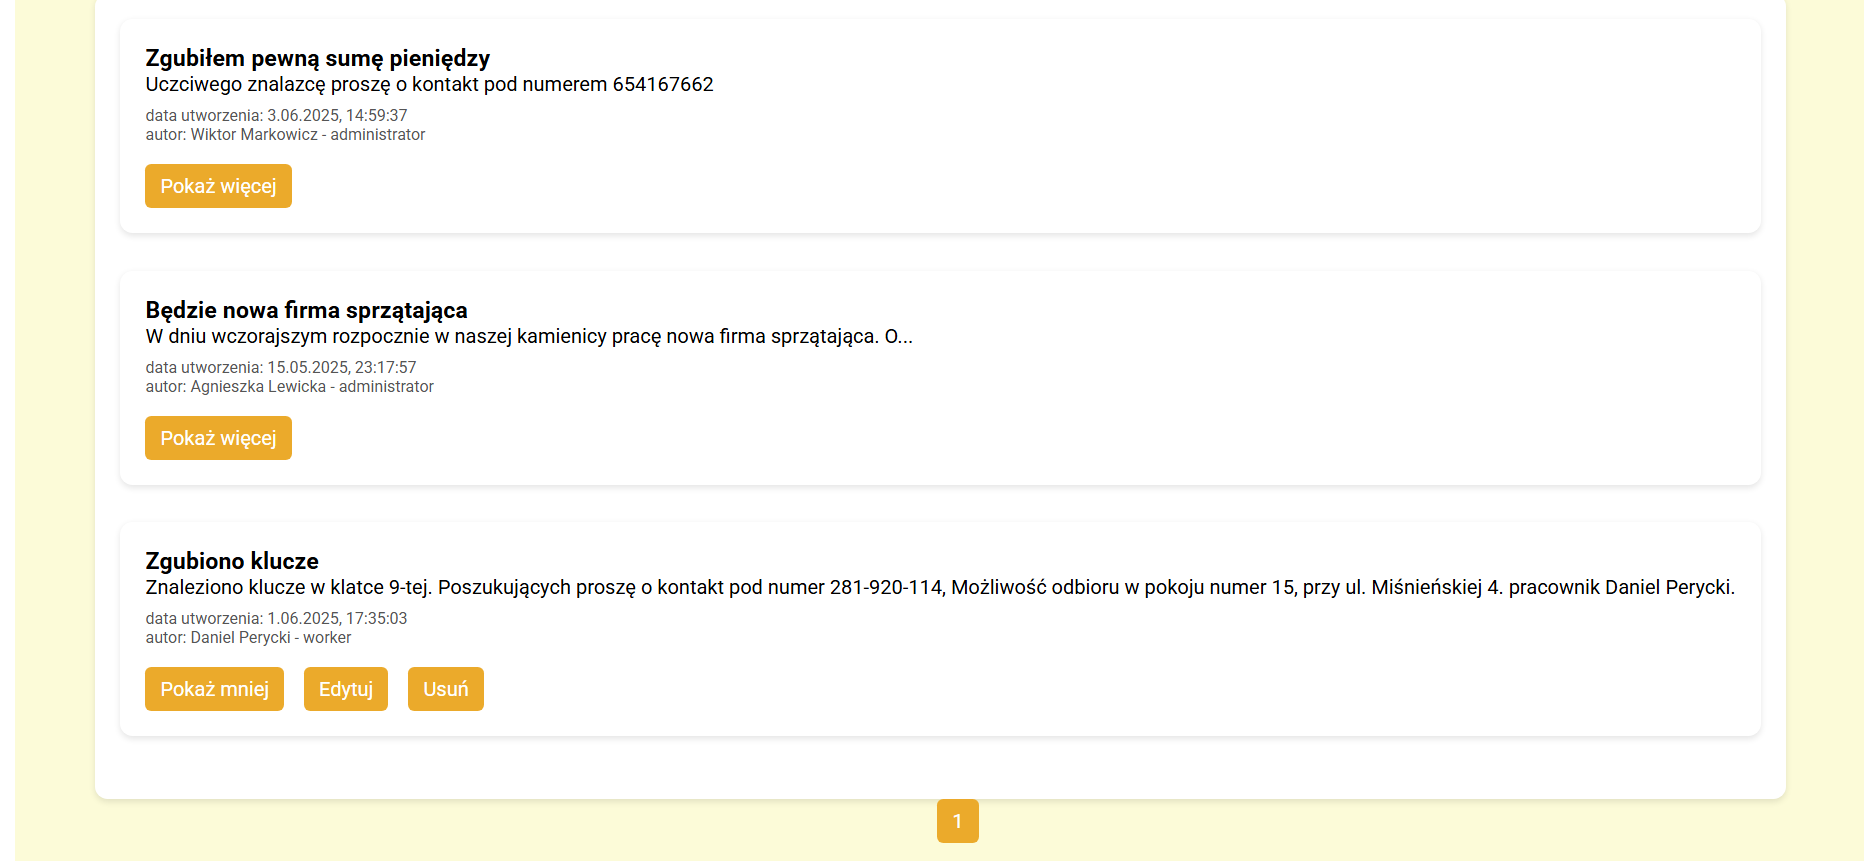 Zgubiłem pewną sumę pieniędzy
Uczciwego znalazcę proszę o kontakt pod numerem 654167662
data utworzenia: 3.06.2025, 14:59:37
autor: Wiktor Markowicz - administrator
Pokaż więcej
Będzie nowa firma sprzątająca
W dniu wczorajszym rozpocznie w naszej kamienicy pracę nowa firma sprzątająca. O...
data utworzenia: 15.05.2025, 23:17:57
autor: Agnieszka Lewicka - administrator
Pokaż więcej
Zgubiono klucze
Znaleziono klucze w klatce 9-tej. Poszukujących proszę o kontakt pod numer 281-920-114, Możliwość odbioru w pokoju numer 15, przy ul. Miśnieńskiej 4. pracownik Daniel Perycki.
data utworzenia: 1.06.2025, 17:35:03
autor: Daniel Perycki - worker
Pokaż mniej Edytuj Usuń
1